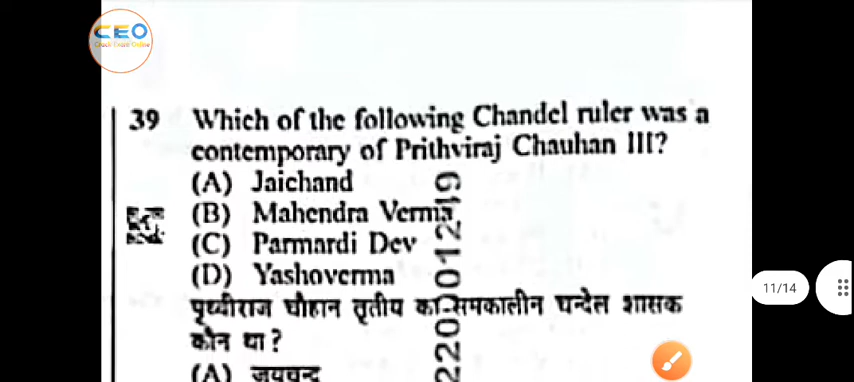 CEO
39 Which of the following Chandel ruler was a
contemporary of Prithviraj Chauhan III?
(A) Jaichand
(B) Mahendra Verma
(C) Parmardi Dev
(D) Yashoverma
पृथ्वीराज चौहान तृतीय का समकालीन चन्देल शासक
कौन था?
(A) जयचन्द
11/14